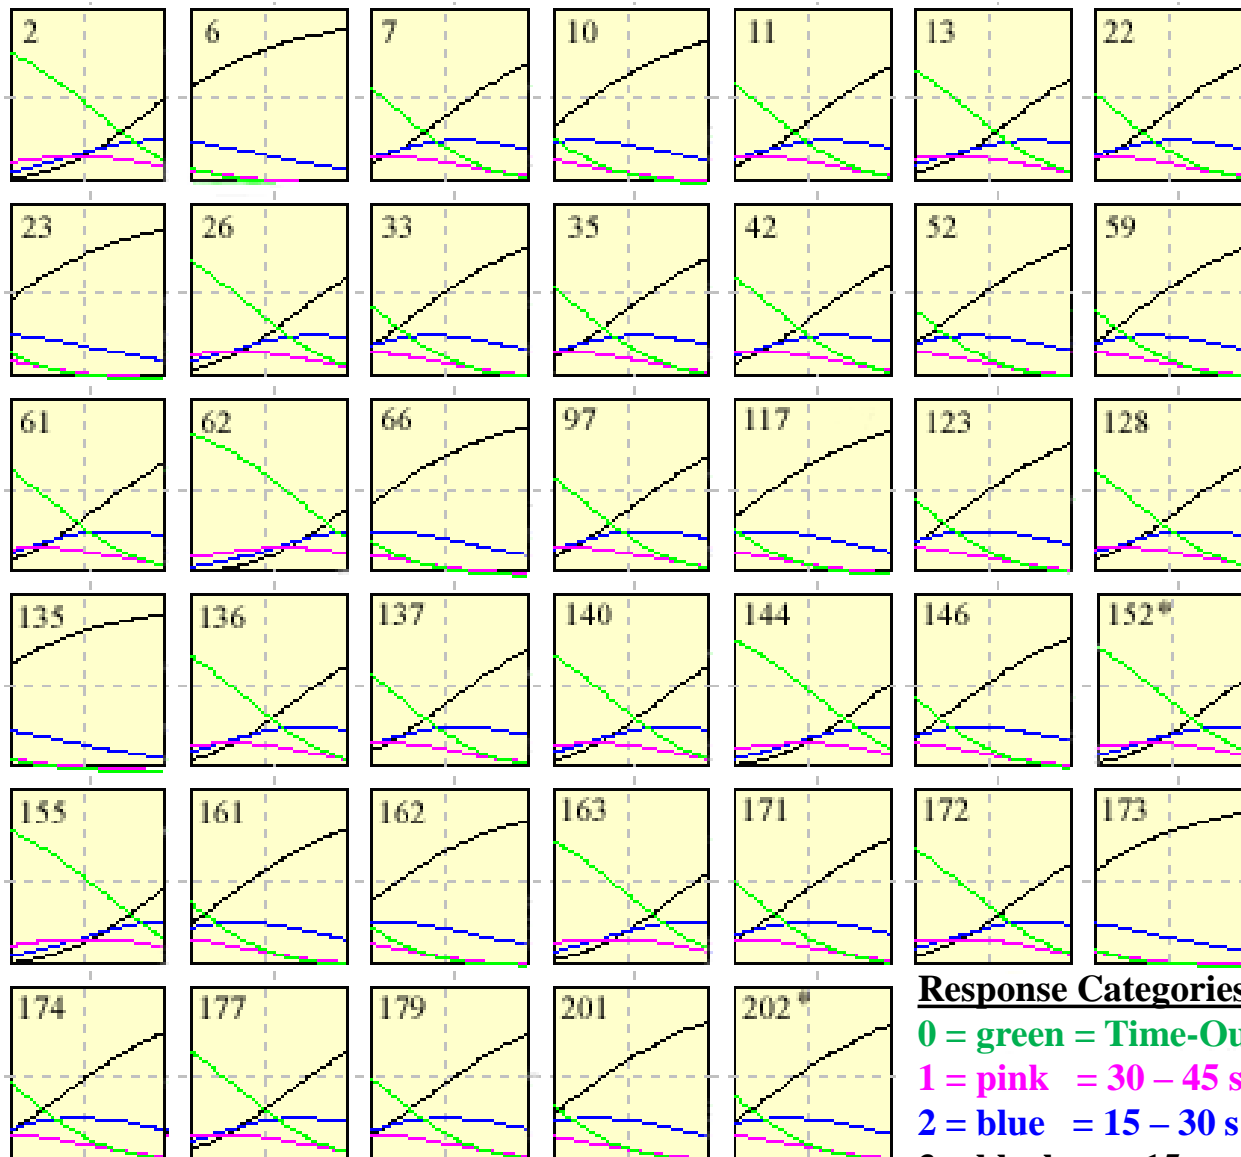 2 6 7 10 11 13 22
23 26 33 35 42 52 59
61 62 66 97 117 123 128
135 136 137 140 144 146 152#
155 161 162 163 171 172 173
174 177 179 201 202#
Response Categories
0 = green = Time-Ou
1 = pink = 30 – 45 s
2 = blue = 15 – 30 s